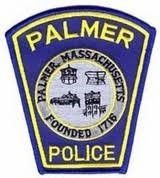 PALMER
PALMER, MASSACHUSETTS
FOUNDED 1716
POLICE